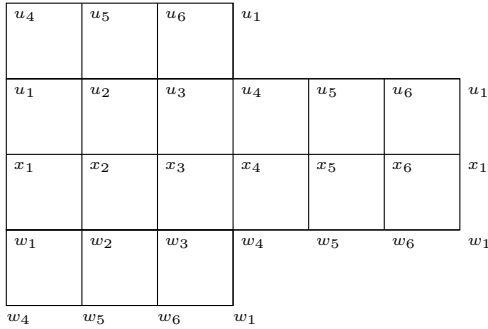 u₄ u₅ u₆ u₁
u₁ u₂ u₃ u₄ u₅ u₆ u₁
x₁ x₂ x₃ x₄ x₅ x₆ x₁
w₁ w₂ w₃ w₄ w₅ w₆ w₁
w₄ w₅ w₆ w₁